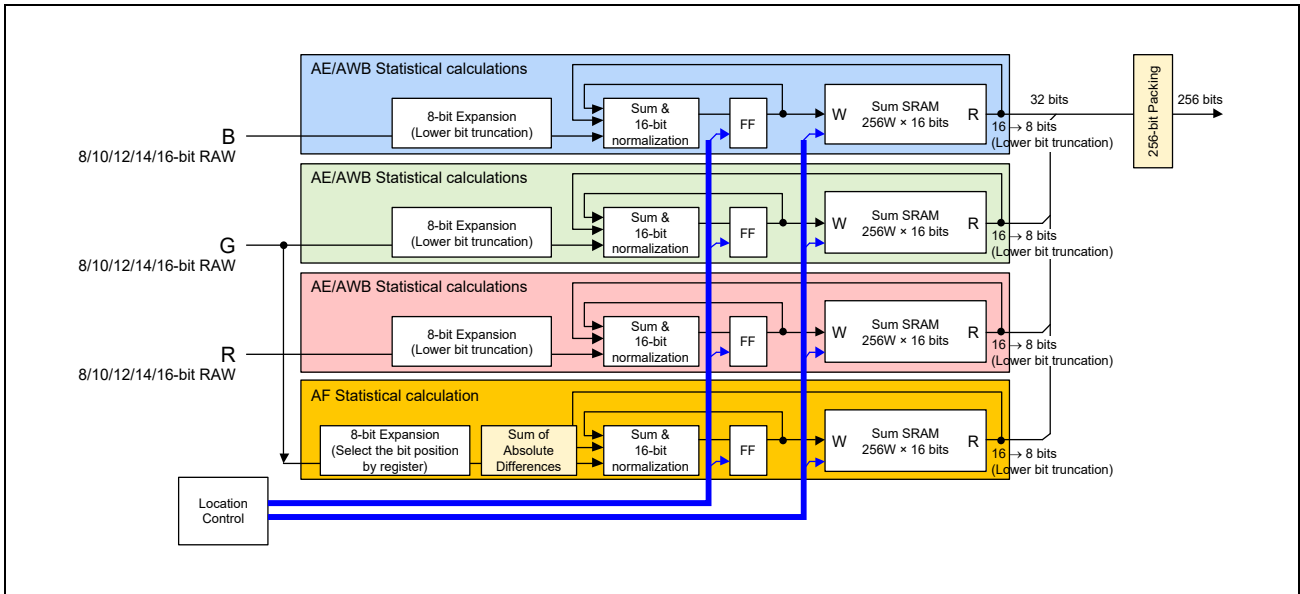 AE/AWB Statistical calculations
8-bit Expansion
(Lower bit truncation)
Sum &
16-bit
normalization
FF
W
Sum SRAM
256W × 16 bits
R
32 bits
256-bit Packing
256 bits
16 → 8 bits
(Lower bit truncation)
B
8/10/12/14/16-bit RAW
AE/AWB Statistical calculations
8-bit Expansion
(Lower bit truncation)
Sum &
16-bit
normalization
FF
W
Sum SRAM
256W × 16 bits
R
16 → 8 bits
(Lower bit truncation)
G
8/10/12/14/16-bit RAW
AE/AWB Statistical calculations
8-bit Expansion
(Lower bit truncation)
Sum &
16-bit
normalization
FF
W
Sum SRAM
256W × 16 bits
R
16 → 8 bits
(Lower bit truncation)
R
8/10/12/14/16-bit RAW
AF Statistical calculation
8-bit Expansion
(Select the bit position
by register)
Sum of
Absolute
Differences
Sum &
16-bit
normalization
FF
W
Sum SRAM
256W × 16 bits
R
16 → 8 bits
(Lower bit truncation)
Location
Control